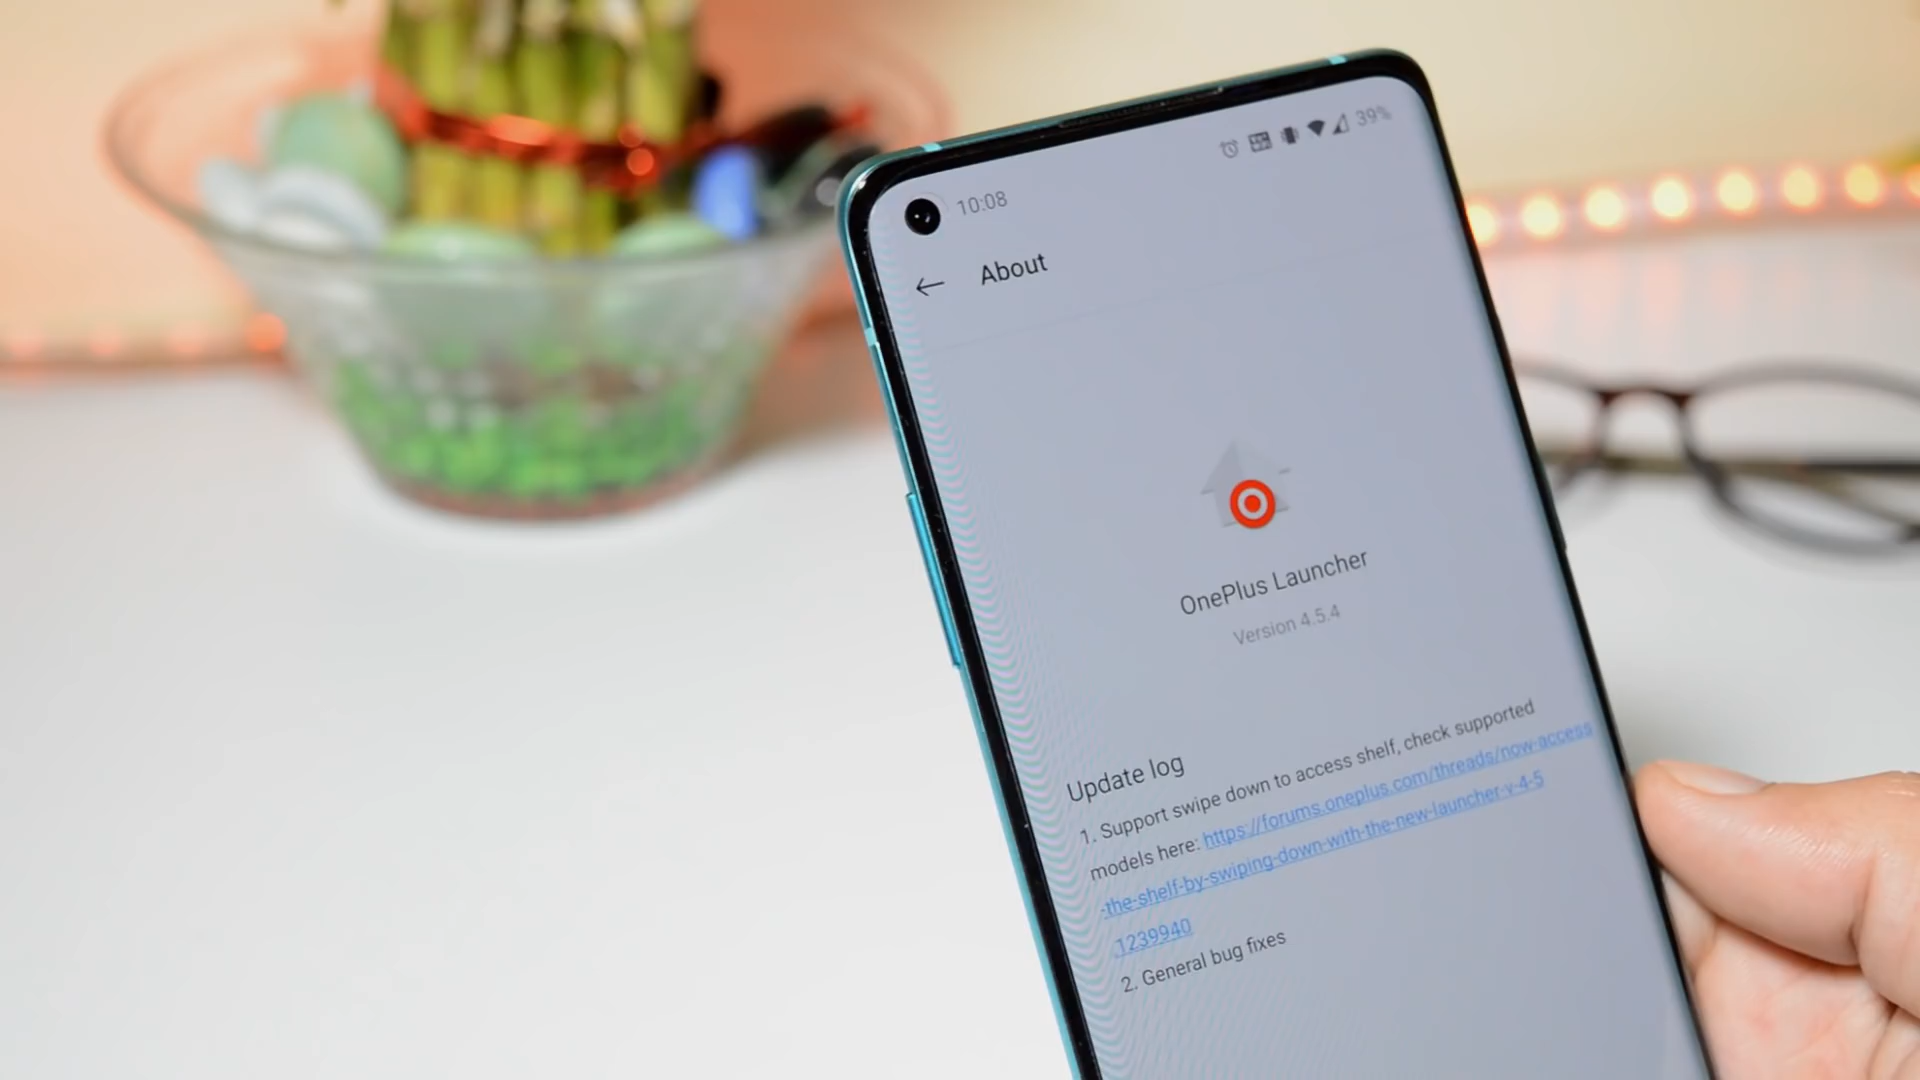 10:08
39%
About
OnePlus Launcher
Version 4.5.4
Update log
1. Support swipe down to access shelf, check supported
models here: https://forums.oneplus.com/threads/now-access
-the-shelf-by-swiping-down-with-the-new-launcher-v-4-5
.1239940
2. General bug fixes